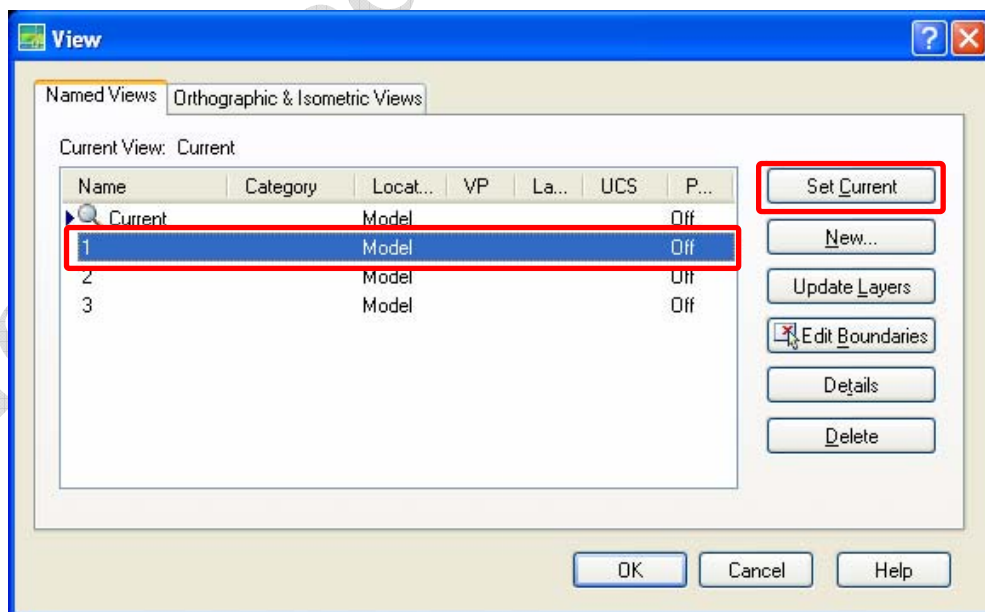 View
Named Views Orthographic & Isometric Views
Current View: Current
Name Category Locat... VP La... UCS P...
Current Model Off
1 Model Off
2 Model Off
3 Model Off
Set Current
New...
Update Layers
Edit Boundaries
Details
Delete
OK Cancel Help